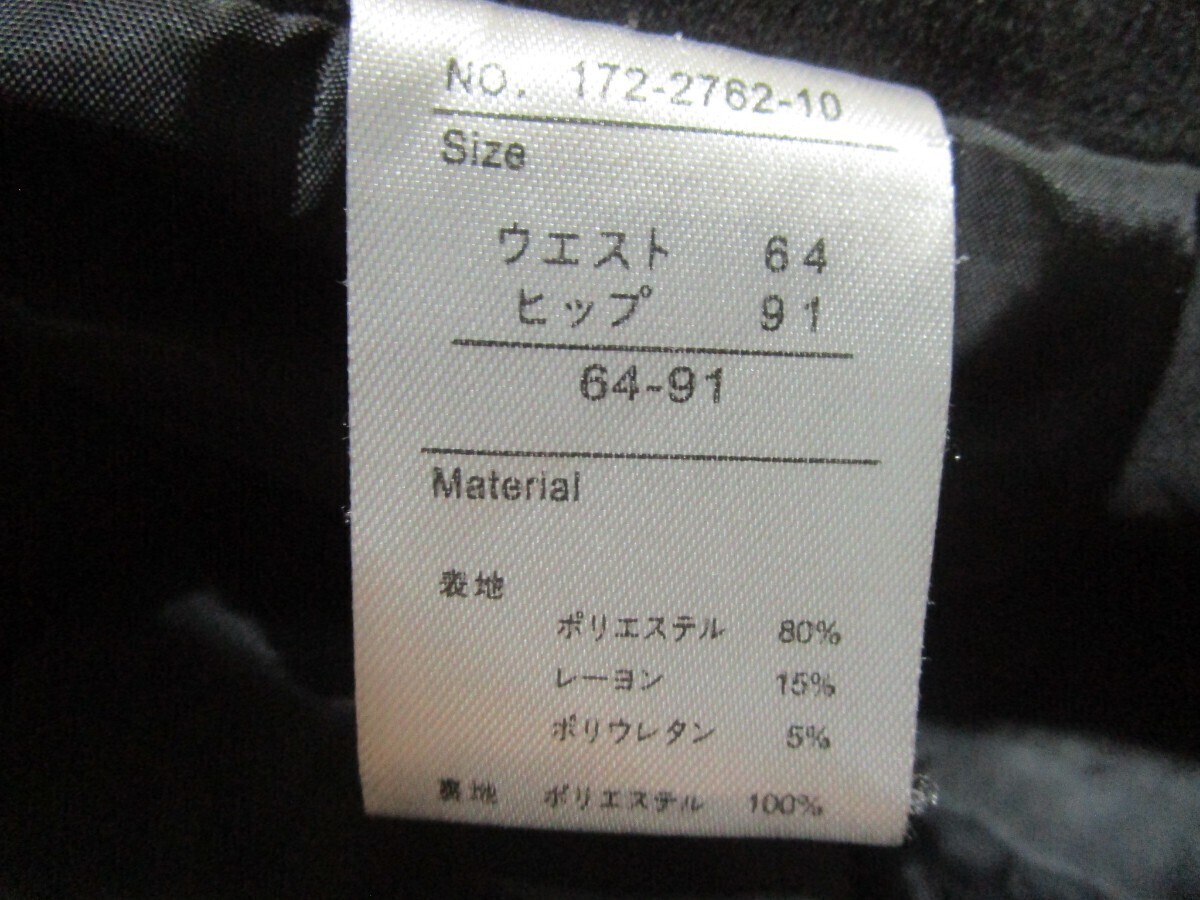 NO. 172-2762-10
Size
ウエスト 64
ヒップ 91
64-91
Material
表地
ポリエステル 80%
レーヨン 15%
ポリウレタン 5%
裏地 ポリエステル 100%